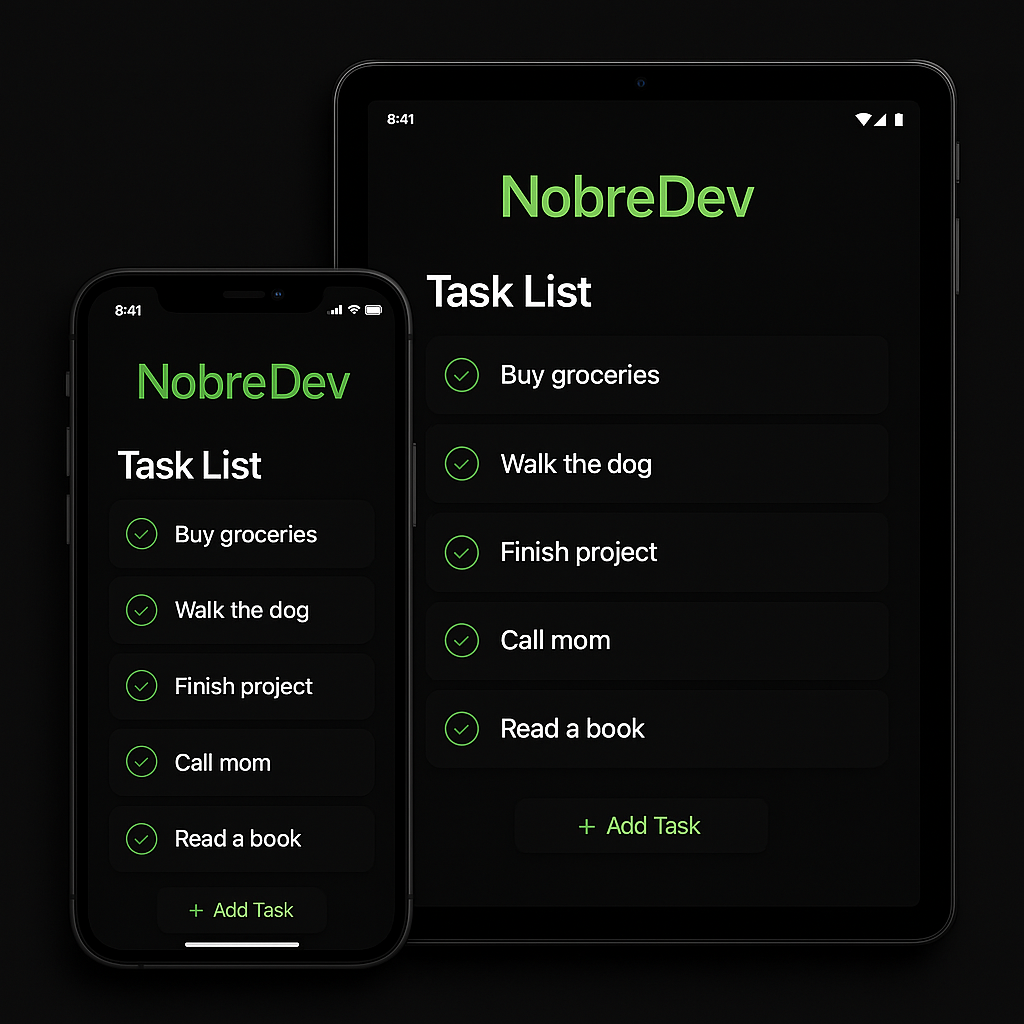 8:41
NobreDev
Task List
Buy groceries
Walk the dog
Finish project
Call mom
Read a book
+ Add Task
8:41
NobreDev
Task List
Buy groceries
Walk the dog
Finish project
Call mom
Read a book
+ Add Task